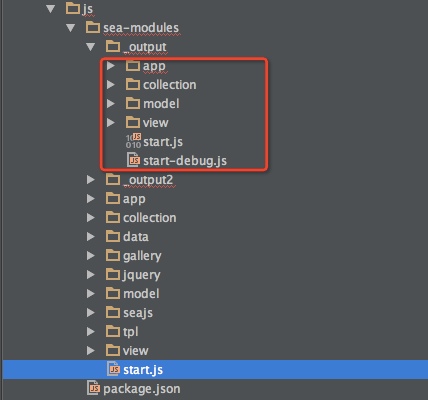 js
sea-modules
_output
app
collection
model
view
start.js
start-debug.js
_output2
app
collection
data
gallery
jquery
model
seajs
tpl
view
start.js
package.json